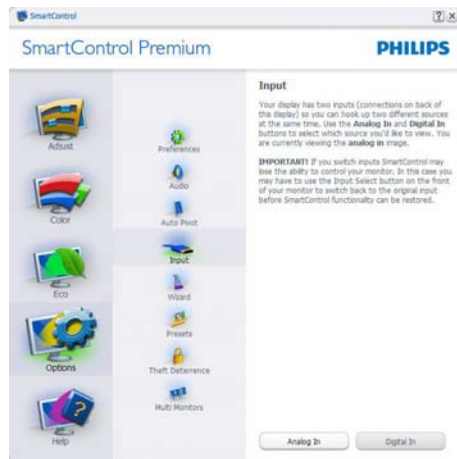 SmartControl
SmartControl Premium
PHILIPS
Adjust
Color
Eco
Options
Help
Preferences
Audio
Auto Pivot
Input
Wizard
Presets
Theft Deterrence
Multi Monitors
Input
Your display has two inputs (connections on back of
this display) so you can hook up two different sources
at the same time. Use the Analog In and Digital In
buttons to select which source you'd like to view. You
are currently viewing the analog in image.
IMPORTANT! If you switch inputs SmartControl may
lose the ability to control your monitor. In this case you
may have to use the Input Select button on the front
of your monitor to switch back to the original input
before SmartControl functionality can be restored.
Analog In
Digital In